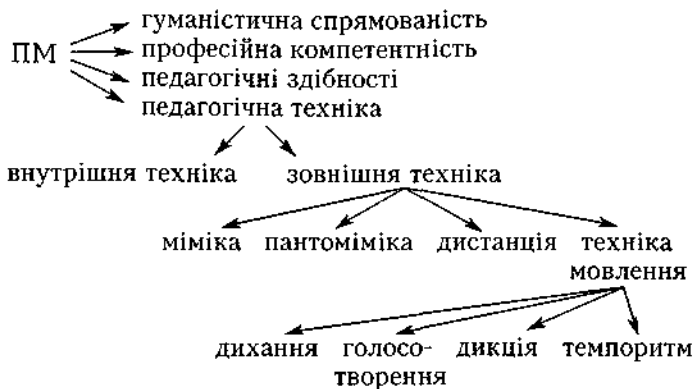 гуманістична спрямованість
ПМ
професійна компетентність
педагогічні здібності
педагогічна техніка
внутрішня техніка зовнішня техніка
міміка пантоміміка дистанція техніка
мовлення
дихання голосо- дикція темпоритм
творення